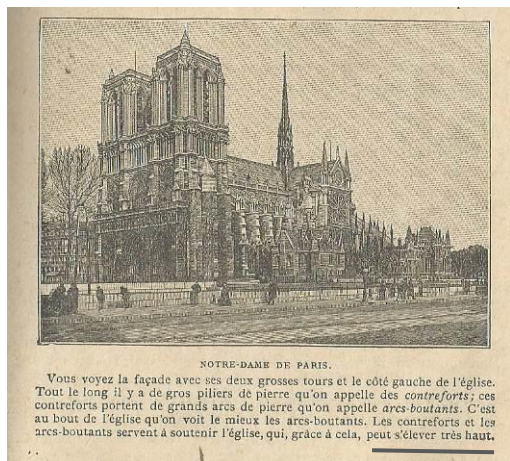 NOTRE-DAME DE PARIS.
Vous voyez la façade avec ses deux grosses tours et le côté gauche de l'église.
Tout le long il y a de gros piliers de pierre qu'on appelle des contreforts; ces
contreforts portent de grands arcs de pierre qu'on appelle arcs-boutants. C'est
au bout de l'église qu'on voit le mieux les arcs-boutants. Les contreforts et les
arcs-boutants servent à soutenir l'église, qui, grâce à cela, peut s'élever très haut.